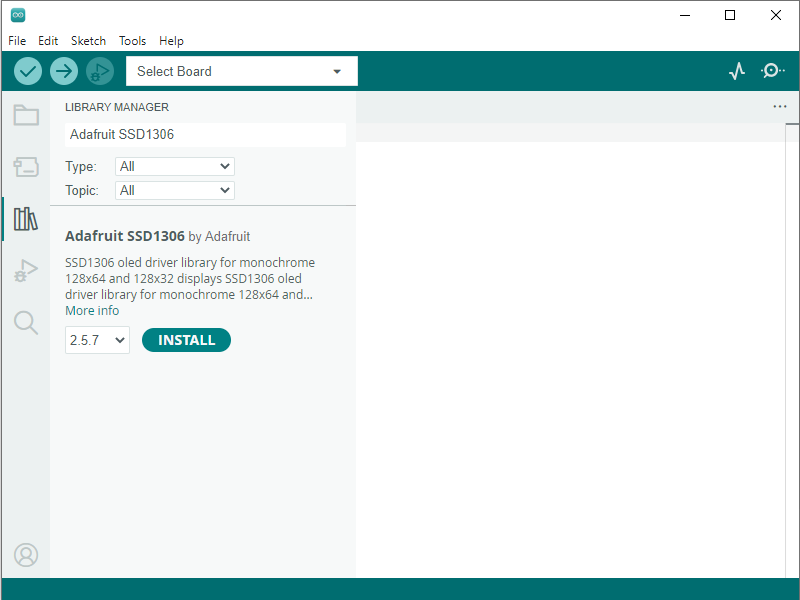 File Edit Sketch Tools Help
Select Board
LIBRARY MANAGER
Adafruit SSD1306
Type: All
Topic: All
Adafruit SSD1306 by Adafruit
SSD1306 oled driver library for monochrome
128x64 and 128x32 displays SSD1306 oled
driver library for monochrome 128x64 and...
More info
2.5.7 INSTALL